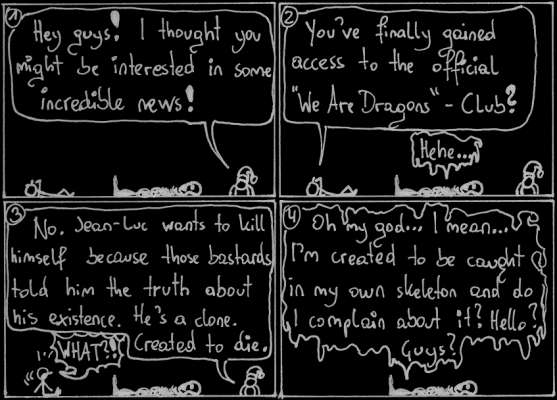 1
Hey guys! I thought you
might be interested in some
incredible news!
2
You've finally gained
access to the official
"We Are Dragons"- Club?
Hehe...
3
No. Jean-Luc wants to kill
himself because those bastards
told him the truth about
his existence. He's a clone.
Created to die.
WHAT?!
4
Oh my god... I mean...
I'm created to be caught
in my own skeleton and do
I complain about it? Hello?
Guys?